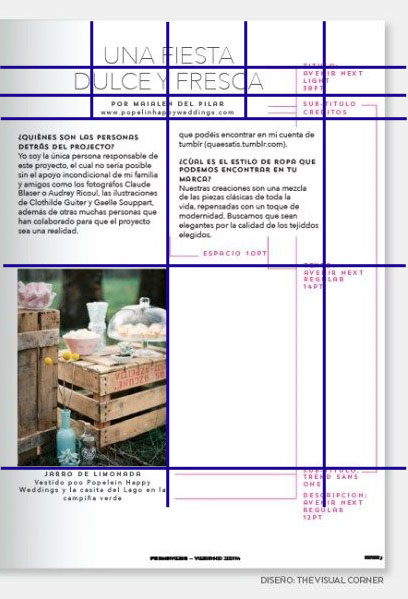 UNA FIESTA
DULCE Y FRESCA
POR MAIALEN DEL PILAR
www.popelinhappyweddings.com
TITULO:
AVENIR NEXT
LIGHT
38PT
SUB-TITULO
CREDITOS
¿QUIÉNES SON LAS PERSONAS
DETRÁS DEL PROJECTO?
Yo soy la única persona responsable de
este proyecto, el cual no sería posible
sin el apoyo incondicional de mi familia
y amigos como los fotográfos Claude
Blaser o Audrey Ricoul, las ilustraciones
de Clothilde Guiter y Gaelle Souppart,
además de otras muchas personas que
han colaborado para que el proyecto
sea una realidad.
que podéis encontrar en mi cuenta de
tumblr (quaesatis.tumblr.com).
¿CÚAL ES EL ESTILO DE ROPA QUE
PODEMOS ENCONTRAR EN TU
MARCA?
Nuestras creaciones son una mezcla
de las piezas clásicas de toda la
vida, repensadas con un toque de
modernidad. Buscamos que sean
elegantes por la calidad de los tejiddos
elegidos.
ESPACIO 10PT
AVENIR NEXT
REGULAR
14PT
JARRO DE LIMONADA
Vestido poo Popelein Happy
Weddings y la casita del Lago en la
campiña verde
SUBTITULO:
TREND SANS
ONE
DESCRIPCION:
AVENIR NEXT
REGULAR
12PT
DISEÑO: THE VISUAL CORNER